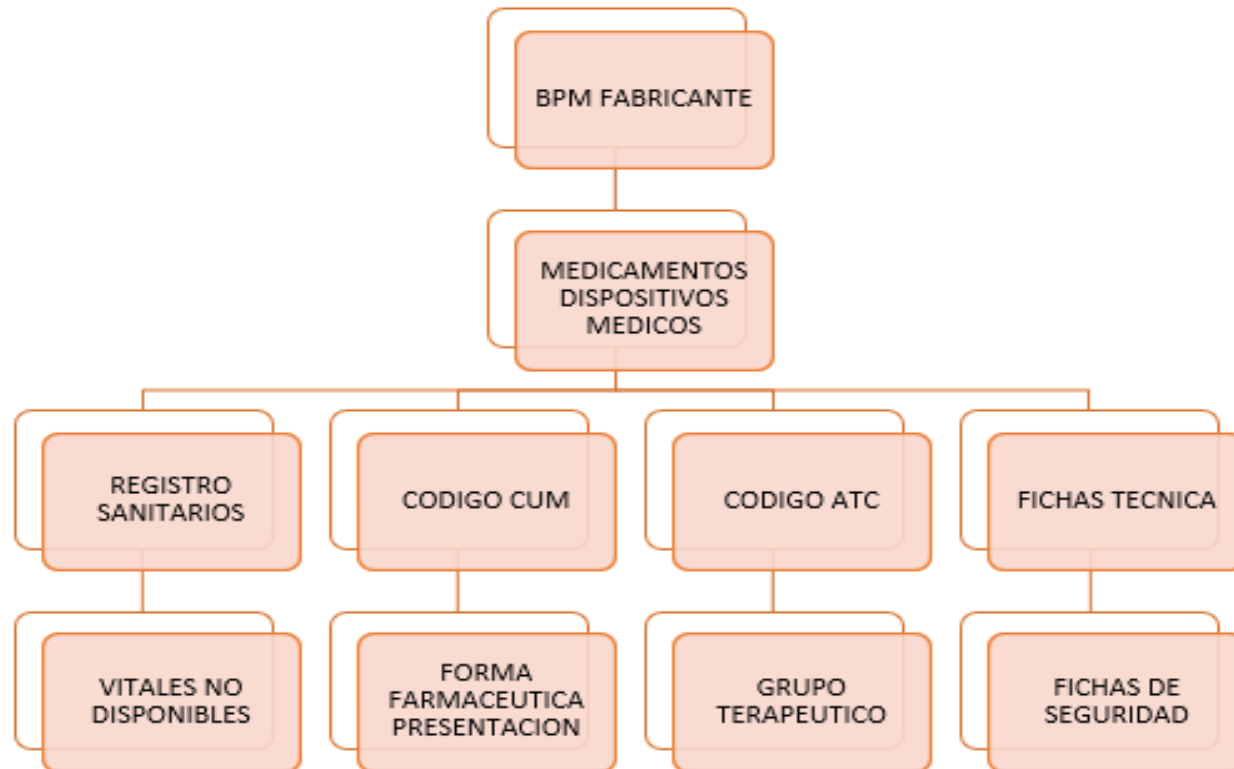 BPM FABRICANTE
MEDICAMENTOS
DISPOSITIVOS
MEDICOS
REGISTRO
SANITARIOS
CODIGO CUM
CODIGO ATC
FICHAS TECNICA
VITALES NO
DISPONIBLES
FORMA
FARMACEUTICA
PRESENTACION
GRUPO
TERAPEUTICO
FICHAS DE
SEGURIDAD